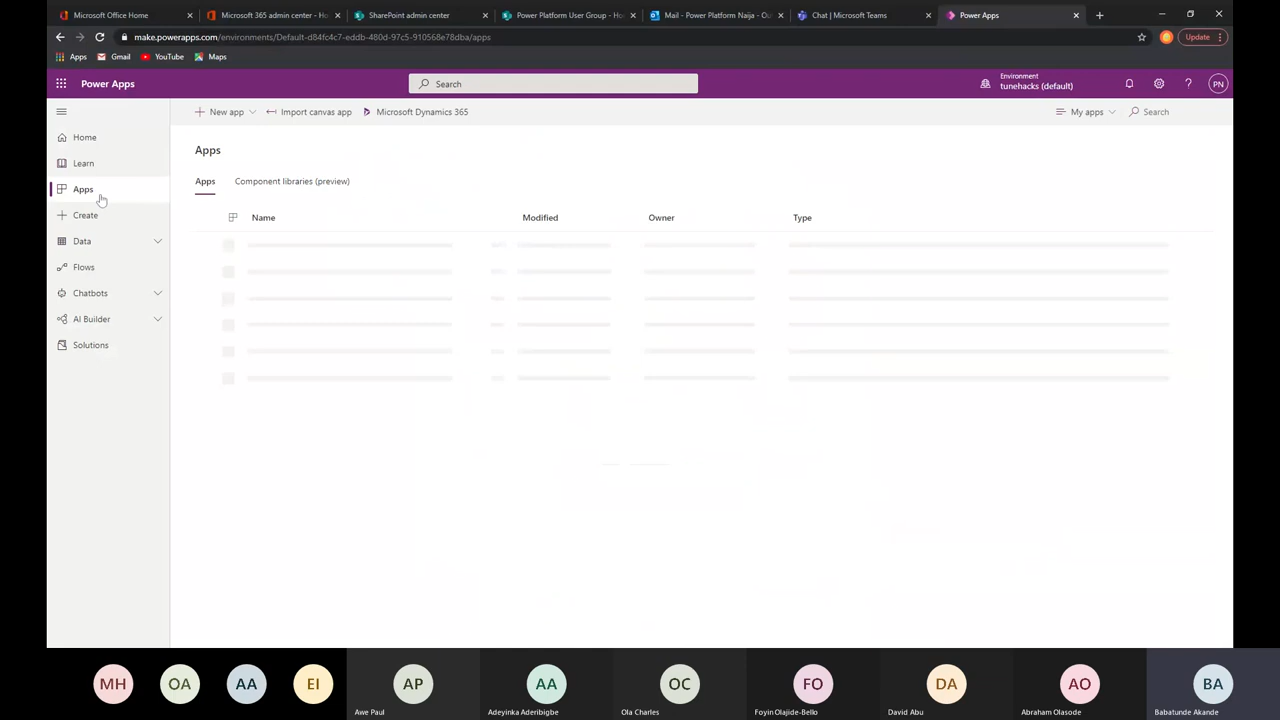 Microsoft Office Home
Microsoft 365 admin center - Ho
SharePoint admin center
Power Platform User Group - Ho
Mail - Power Platform Naija - Ou
Chat | Microsoft Teams
Power Apps
make.powerapps.com/environments/Default-d84fc4c7-eddb-480d-97c5-910568e78dba/apps
Update
Apps
Gmail
YouTube
Maps
Power Apps
Search
Environment
tunehacks (default)
PN
New app
Import canvas app
Microsoft Dynamics 365
My apps
Search
Home
Learn
Apps
Create
Data
Flows
Chatbots
AI Builder
Solutions
Apps
Apps
Component libraries (preview)
Name
Modified
Owner
Type
MH
OA
AA
EI
AP
Awe Paul
AA
Adeyinka Aderibigbe
OC
Ola Charles
FO
Foyin Olajide-Bello
DA
David Abu
AO
Abraham Olasode
BA
Babatunde Akande